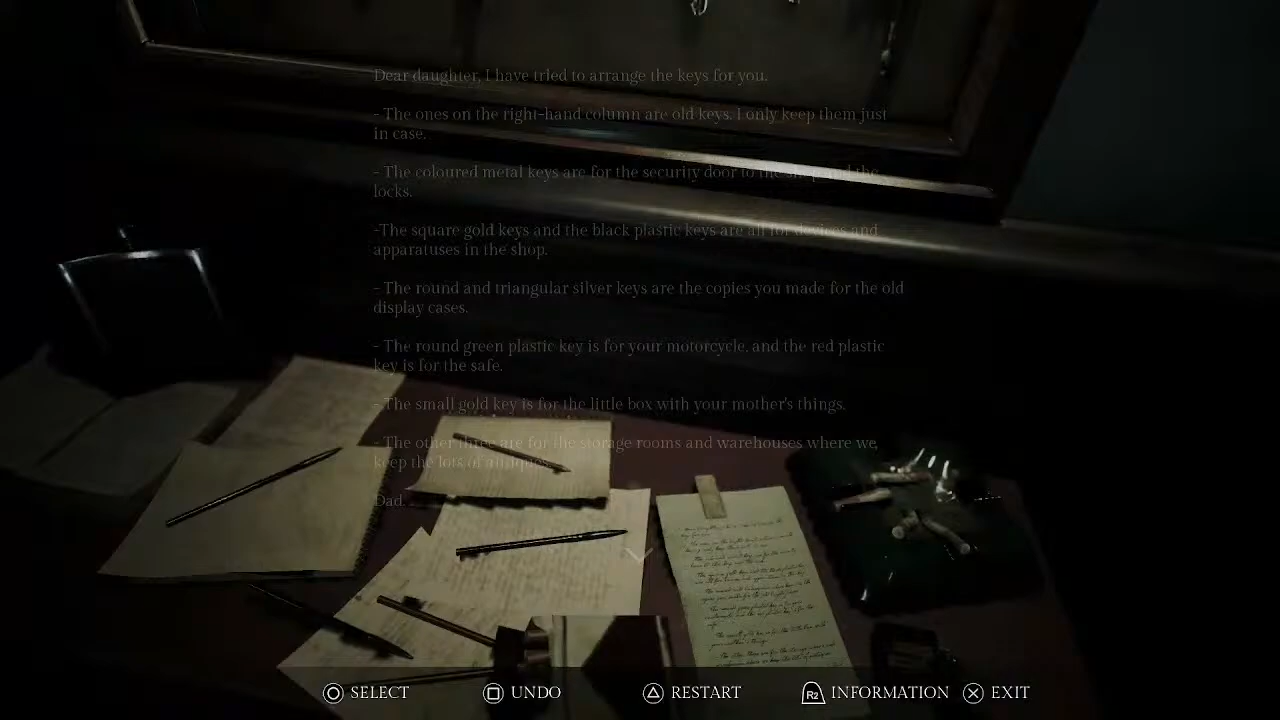 Dear daughter, I have tried to arrange the keys for you.
- The ones on the right-hand column are old keys. I only keep them just
in case.
- The coloured metal keys are for the security door to the shop and the
locks.
-The square gold keys and the black plastic keys are all for devices and
apparatuses in the shop.
- The round and triangular silver keys are the copies you made for the old
display cases.
- The round green plastic key is for your motorcycle, and the red plastic
key is for the safe.
- The small gold key is for the little box with your mother's things.
- The other three are for the storage rooms and warehouses where we
keep the lots of antiques.
Dad.
SELECT UNDO RESTART R2 INFORMATION EXIT